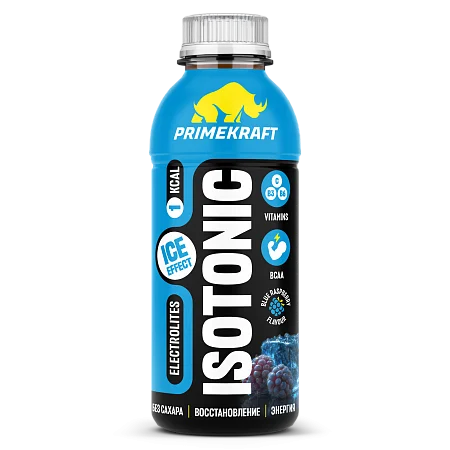 PRIMEKRAFT
1 KCAL
ICE
EFFECT
ELECTROLITES
ISOTONIC
C
B3 B6
VITAMINS
BCAA
BLUE RASPBERRY
FLAVOUR
БЕЗ САХАРА | ВОССТАНОВЛЕНИЕ | ЭНЕРГИЯ